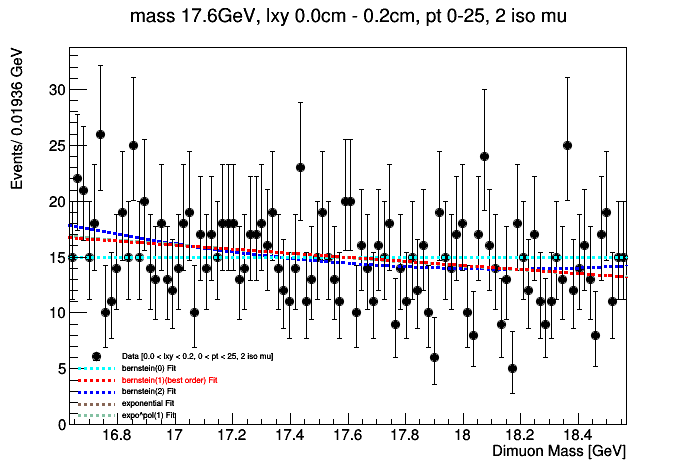 mass 17.6GeV, lxy 0.0cm - 0.2cm, pt 0-25, 2 iso mu
Events/ 0.01936 GeV
30
25
20
15
10
5
0
Data [0.0 < lxy < 0.2, 0 < pt < 25, 2 iso mu]
bernstein(0) Fit
bernstein(1)(best order) Fit
bernstein(2) Fit
exponential Fit
expo*pol(1) Fit
16.8 17 17.2 17.4 17.6 17.8 18 18.2 18.4
Dimuon Mass [GeV]